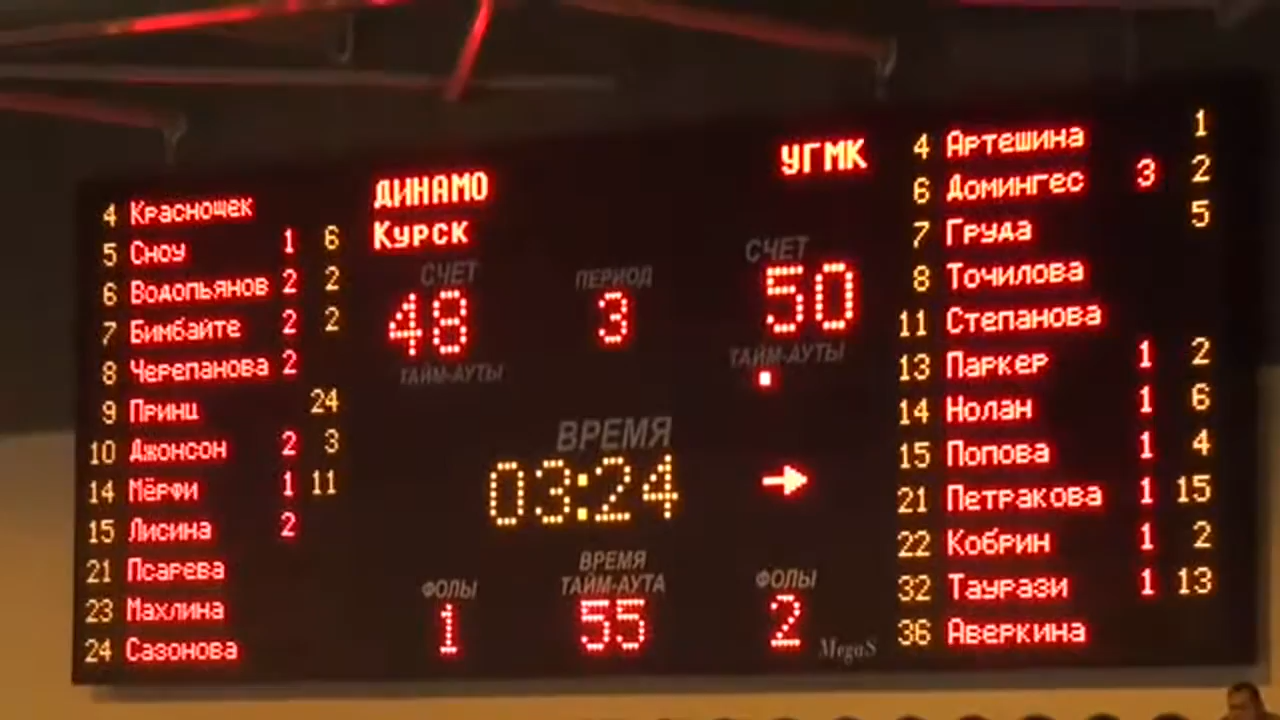 4 Краснощек
5 Сноу 1 6
6 Водопьянов 2 2
7 Бимбайте 2 2
8 Черепанова 2
9 Принц 24
10 Джонсон 2 3
14 Мёрфи 1 11
15 Лисина 2
21 Псарева
23 Махлина
24 Сазонова
ДИНАМО
Курск
УГМК
СЧЕТ
48
ПЕРИОД
3
СЧЕТ
50
ТАЙМ-АУТЫ
ТАЙМ-АУТЫ
ВРЕМЯ
03:24
ФОЛЫ
1
ВРЕМЯ
ТАЙМ-АУТА
55
ФОЛЫ
2
MegaS
4 Артешина 1
6 Домингес 3 2
7 Груда 5
8 Точилова
11 Степанова
13 Паркер 1 2
14 Нолан 1 6
15 Попова 1 4
21 Петракова 1 15
22 Кобрин 1 2
32 Таурази 1 13
36 Аверкина